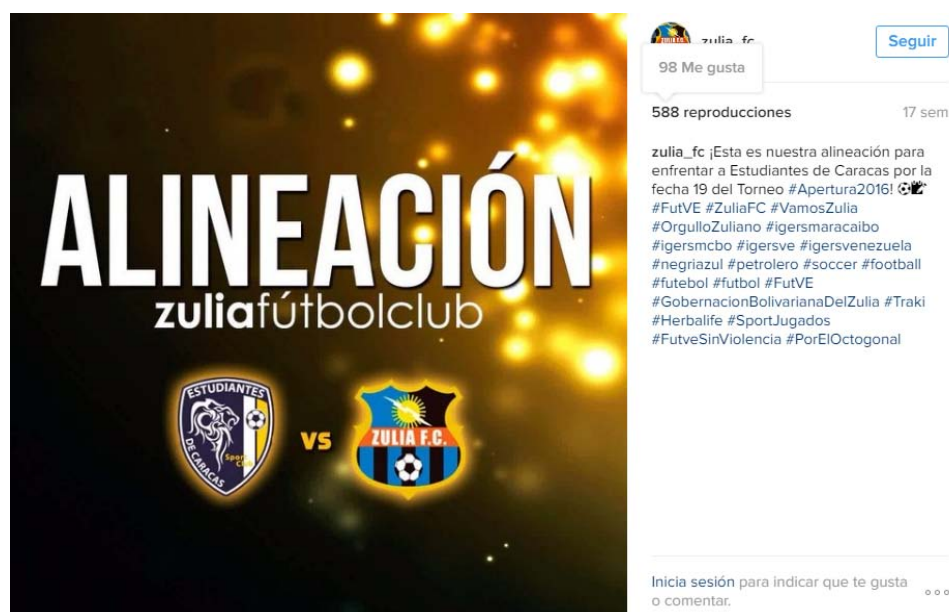 ALINEACIÓN
zuliafútbolclub
ESTUDIANTES
DE CARACAS
Sport
Club
VS
ZULIA F.C.
zulia_fc
Seguir
98 Me gusta
588 reproducciones
17 sem
zulia_fc ¡Esta es nuestra alineación para
enfrentar a Estudiantes de Caracas por la
fecha 19 del Torneo #Apertura2016! ⚽
#FutVE #ZuliaFC #VamosZulia
#OrgulloZuliano #igersmaracaibo
#igersmcbo #igersve #igersvenezuela
#negriazul #petrolero #soccer #football
#futebol #futbol #FutVE
#GobernacionBolivarianaDelZulia #Traki
#Herbalife #SportJugados
#FutveSinViolencia #PorElOctogonal
Inicia sesión para indicar que te gusta
o comentar.